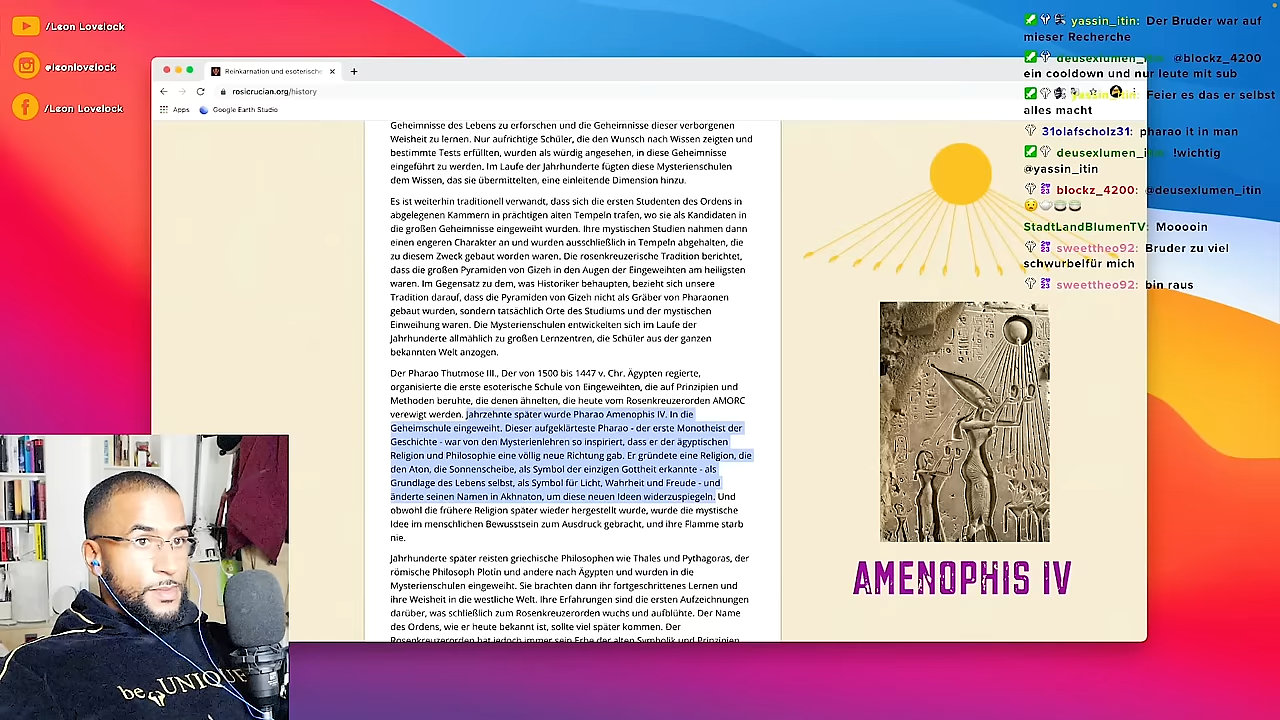 /Leon Lovelock
@leonlovelock
/Leon Lovelock
Reinkarnation und esoterische
rosicrucian.org/history
Apps
Google Earth Studio
Geheimnisse des Lebens zu erforschen und die Geheimnisse dieser verborgenen
Weisheit zu lernen. Nur aufrichtige Schüler, die den Wunsch nach Wissen zeigten und
bestimmte Tests erfüllten, wurden als würdig angesehen, in diese Geheimnisse
eingeführt zu werden. Im Laufe der Jahrhunderte fügten diese Mysterienschulen
dem Wissen, das sie übermittelten, eine einleitende Dimension hinzu.
Es ist weiterhin traditionell verwandt, dass sich die ersten Studenten des Ordens in
abgelegenen Kammern in prächtigen alten Tempeln trafen, wo sie als Kandidaten in
die großen Geheimnisse eingeweiht wurden. Ihre mystischen Studien nahmen dann
einen engeren Charakter an und wurden ausschließlich in Tempeln abgehalten, die
zu diesem Zweck gebaut worden waren. Die rosenkreuzerische Tradition berichtet,
dass die großen Pyramiden von Gizeh in den Augen der Eingeweihten am heiligsten
waren. Im Gegensatz zu dem, was Historiker behaupten, bezieht sich unsere
Tradition darauf, dass die Pyramiden von Gizeh nicht als Gräber von Pharaonen
gebaut wurden, sondern tatsächlich Orte des Studiums und der mystischen
Einweihung waren. Die Mysterienschulen entwickelten sich im Laufe der
Jahrhunderte allmählich zu großen Lernzentren, die Schüler aus der ganzen
bekannten Welt anzogen.
Der Pharao Thutmose III., Der von 1500 bis 1447 v. Chr. Ägypten regierte,
organisierte die erste esoterische Schule von Eingeweihten, die auf Prinzipien und
Methoden beruhte, die denen ähnelten, die heute vom Rosenkreuzerorden AMORC
verewigt werden. Jahrzehnte später wurde Pharao Amenophis IV. In die
Geheimschule eingeweiht. Dieser aufgeklärteste Pharao - der erste Monotheist der
Geschichte - war von den Mysterienlehren so inspiriert, dass er der ägyptischen
Religion und Philosophie eine völlig neue Richtung gab. Er gründete eine Religion, die
den Aton, die Sonnenscheibe, als Symbol der einzigen Gottheit erkannte - als
Grundlage des Lebens selbst, als Symbol für Licht, Wahrheit und Freude - und
änderte seinen Namen in Akhnaton, um diese neuen Ideen widerzuspiegeln. Und
obwohl die frühere Religion später wieder hergestellt wurde, wurde die mystische
Idee im menschlichen Bewusstsein zum Ausdruck gebracht, und ihre Flamme starb
nie.
Jahrhunderte später reisten griechische Philosophen wie Thales und Pythagoras, der
römische Philosoph Plotin und andere nach Ägypten und wurden in die
Mysterienschulen eingeweiht. Sie brachten dann ihr fortgeschrittenes Lernen und
ihre Weisheit in die westliche Welt. Ihre Erfahrungen sind die ersten Aufzeichnungen
darüber, was schließlich zum Rosenkreuzerorden wuchs und aufblühte. Der Name
des Ordens, wie er heute bekannt ist, sollte viel später kommen. Der
Rosenkreuzerorden hat jedoch immer sein Erbe der alten Symbolik und Prinzipien
AMENOPHIS IV
yassin_itin: Der Bruder war auf
mieser Recherche
deusexlumen_itin: @blockz_4200
ein cooldown und nur leute mit sub
yassin_itin: Feier es das er selbst
alles macht
31olafscholz31: pharao it in man
deusexlumen_itin: !wichtig
@yassin_itin
blockz_4200: @deusexlumen_itin
StadtLandBlumenTV: Mooooin
sweettheo92: Bruder zu viel
schwurbelfür mich
sweettheo92: bin raus
be UNIQUE